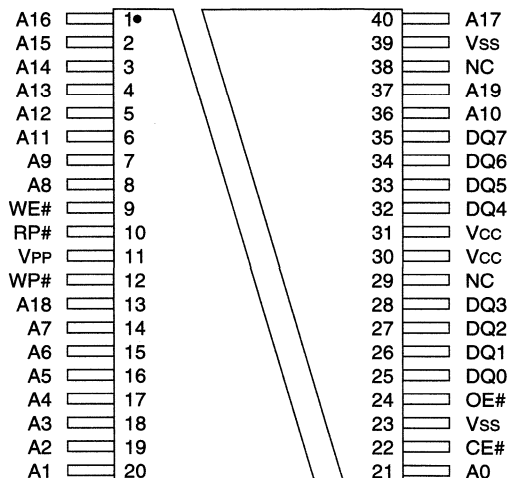 A16 1 40 A17
A15 2 39 Vss
A14 3 38 NC
A13 4 37 A19
A12 5 36 A10
A11 6 35 DQ7
A9 7 34 DQ6
A8 8 33 DQ5
WE# 9 32 DQ4
RP# 10 31 Vcc
VPP 11 30 Vcc
WP# 12 29 NC
A18 13 28 DQ3
A7 14 27 DQ2
A6 15 26 DQ1
A5 16 25 DQ0
A4 17 24 OE#
A3 18 23 Vss
A2 19 22 CE#
A1 20 21 A0